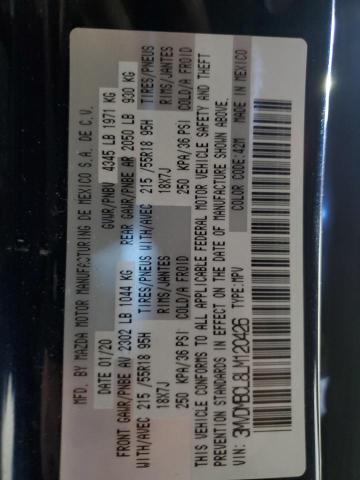 MFD. BY MAZDA MOTOR MANUFACTURING DE MEXICO S.A. DE C.V.
DATE 01/20 GVWR/PNBV 4345 LB 1971 KG
FRONT GAWR/PNBE AV 2302 LB 1044 KG REAR GAWR/PNBE AR 2050 LB 930 KG
WITH/AVEC 215 /55R18 95H TIRES/PNEUS WITH/AVEC 215 /55R18 95H TIRES/PNEUS
18X7J RIMS/JANTES 18X7J RIMS/JANTES
250 KPA/36 PSI COLD/A FROID 250 KPA/36 PSI COLD/A FROID
THIS VEHICLE CONFORMS TO ALL APPLICABLE FEDERAL MOTOR VEHICLE SAFETY AND THEFT
PREVENTION STANDARDS IN EFFECT ON THE DATE OF MANUFACTURE SHOWN ABOVE.
VIN: 3MVDMBCL8LM120426 TYPE:MPV COLOR CODE:42M MADE IN MEXICO